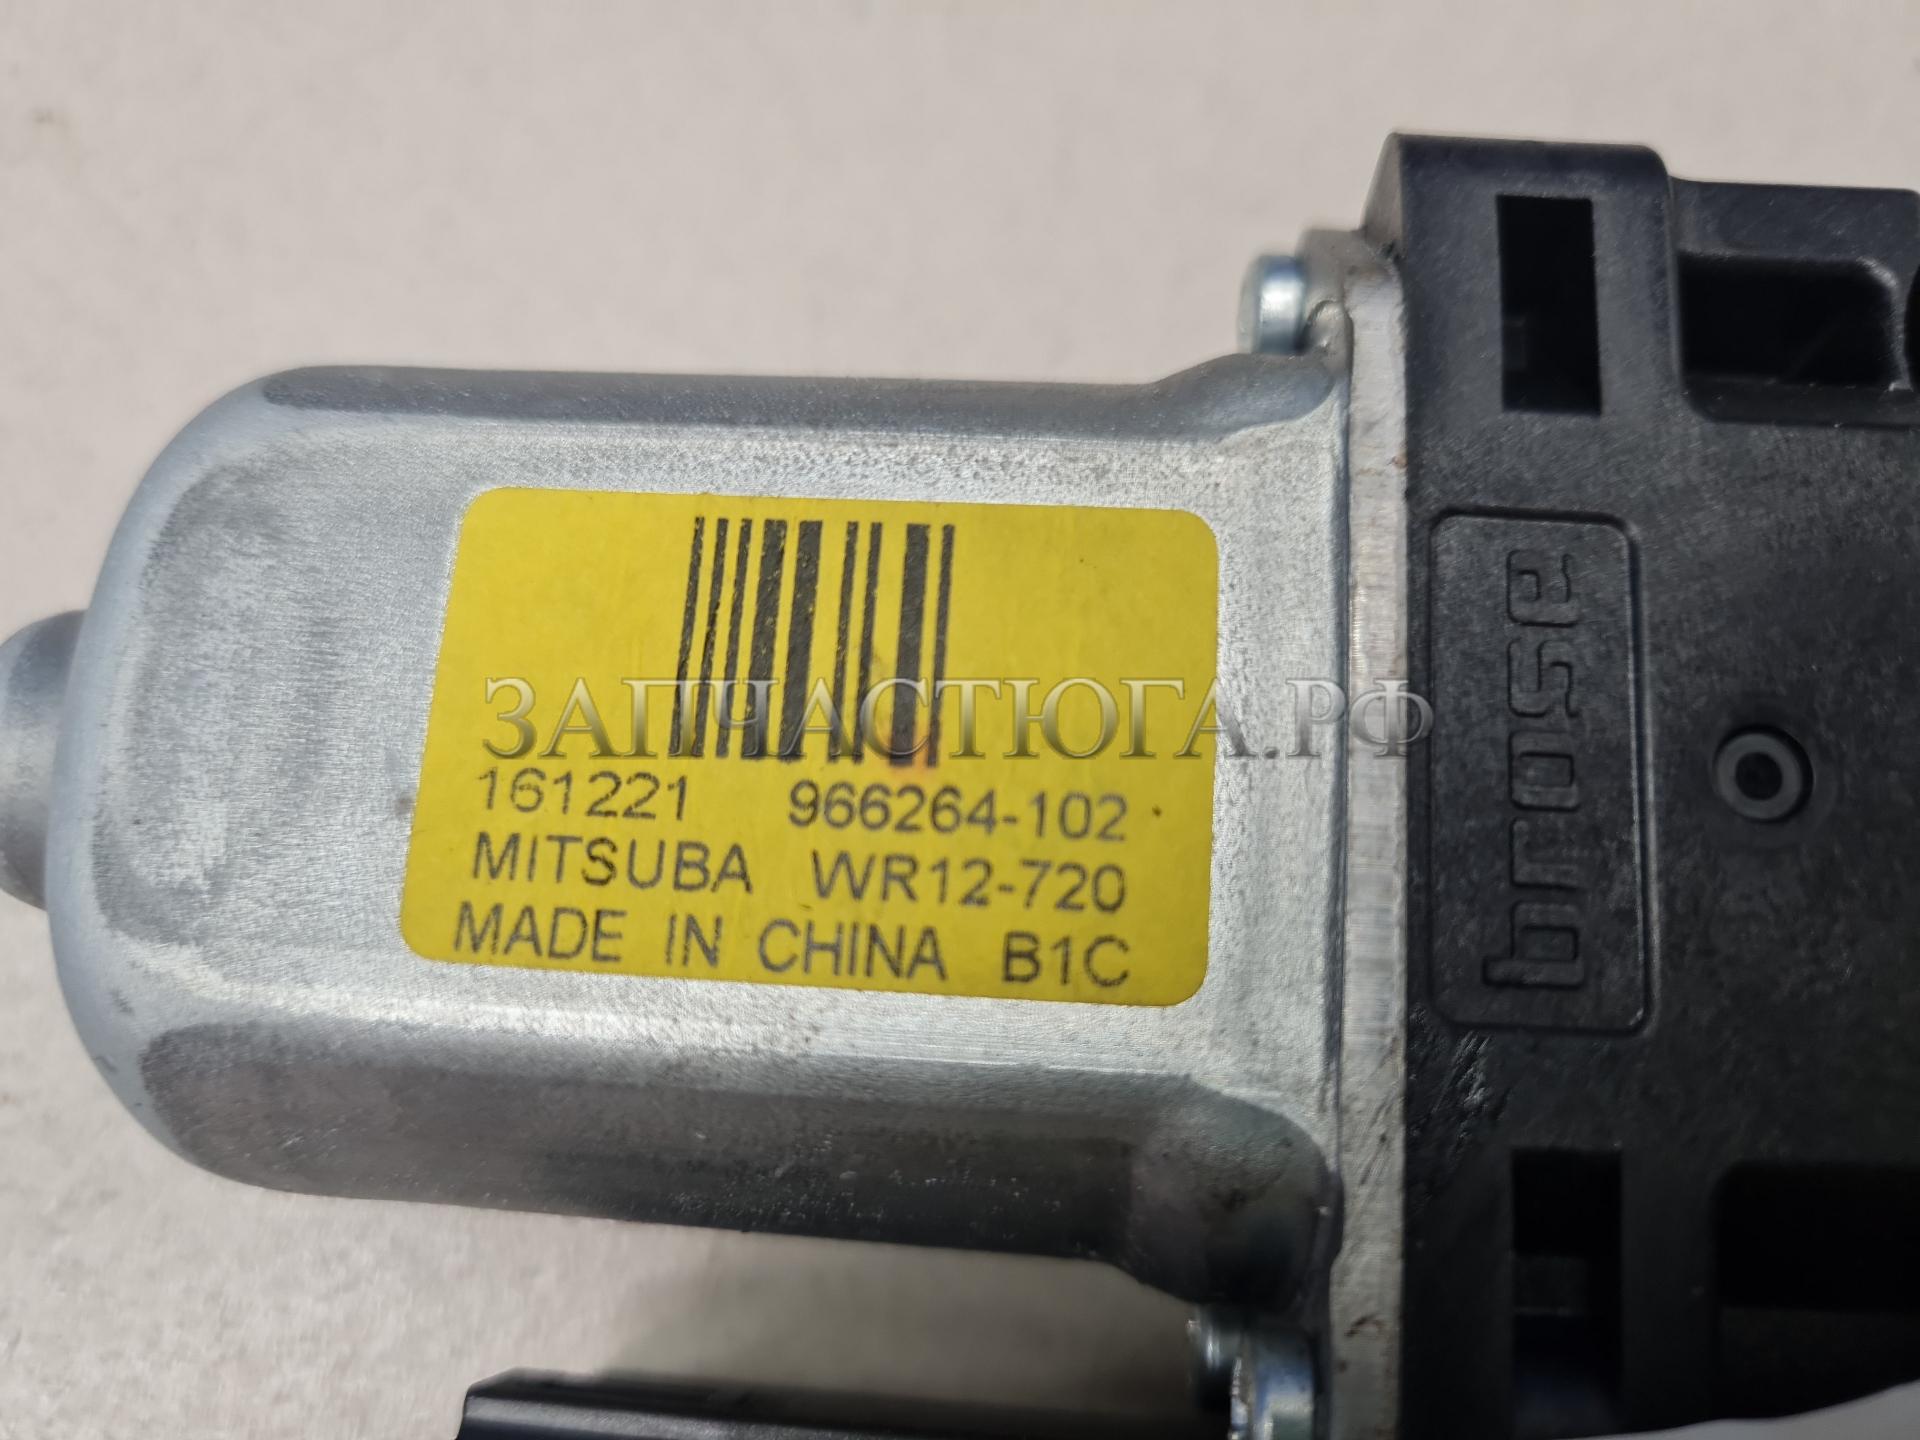 ЗАПЧАСТЮГА.РФ
161221 966264-102
MITSUBA WR12-720
MADE IN CHINA B1C
brose